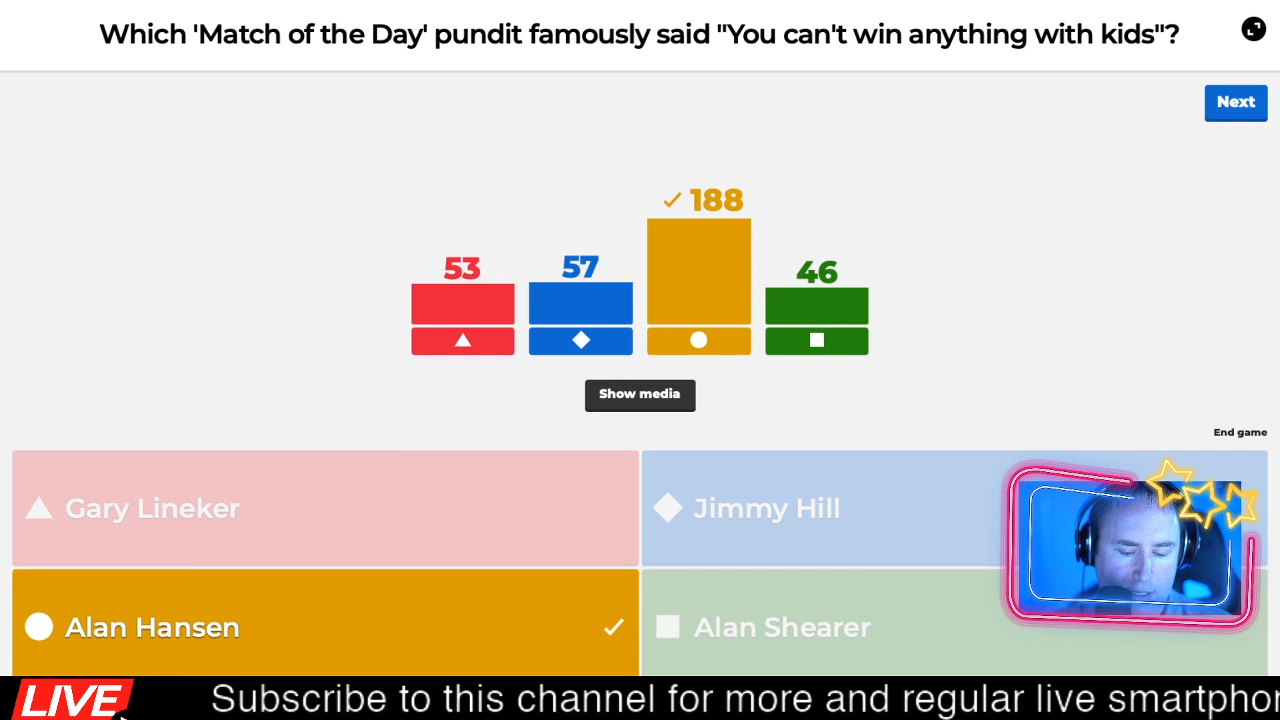 Which 'Match of the Day' pundit famously said "You can't win anything with kids"?
Next
53
57
188
46
Show media
End game
Gary Lineker
Jimmy Hill
Alan Hansen
Alan Shearer
LIVE
Subscribe to this channel for more and regular live smartphon